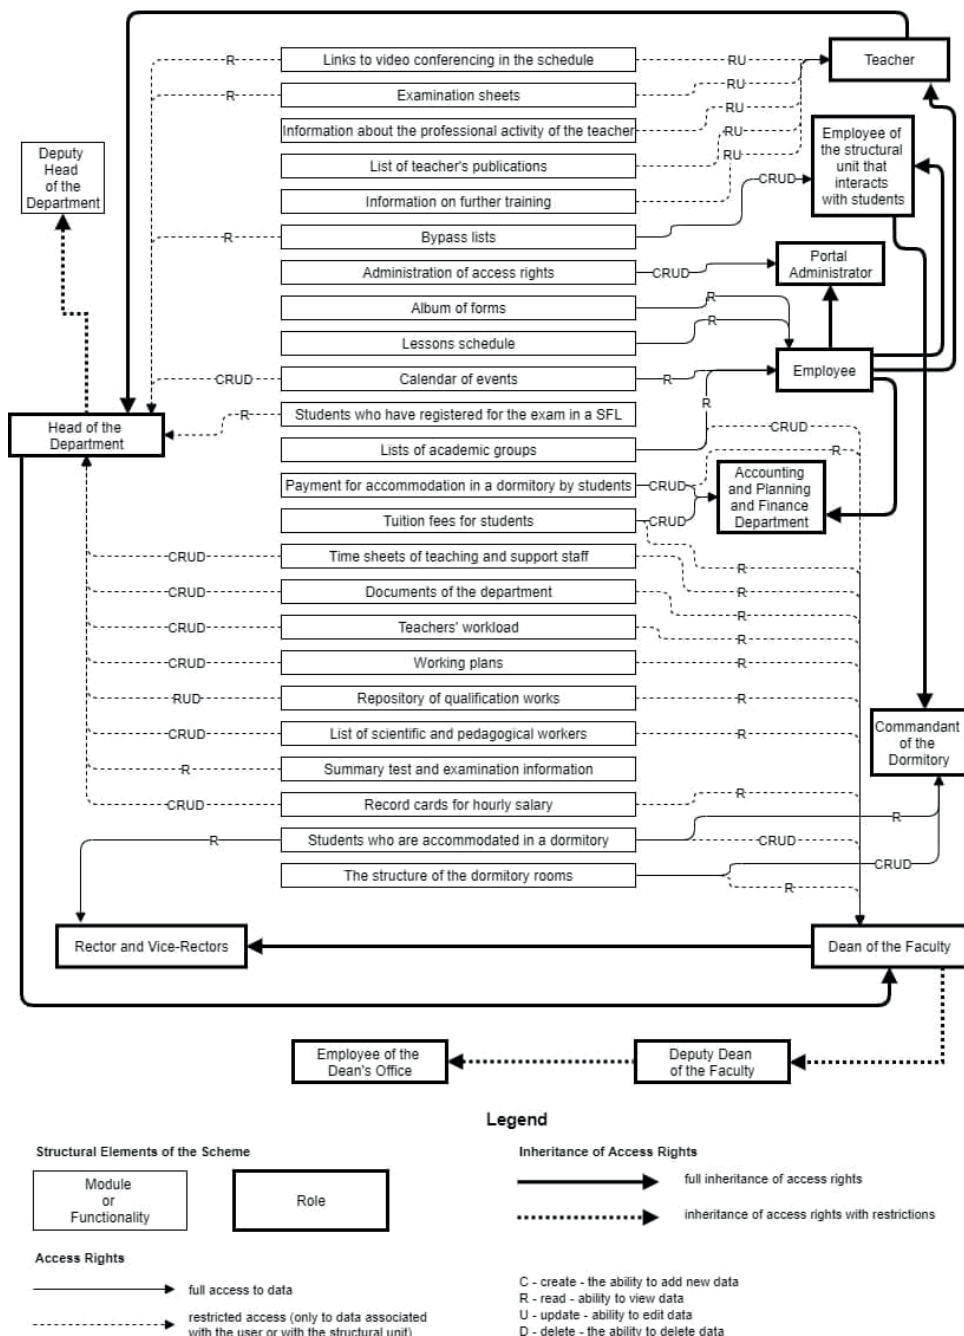 Links to video conferencing in the schedule
R
RU
Teacher
Examination sheets
R
RU
Information about the professional activity of the teacher
RU
Employee of
the structural
unit that
interacts
with students
Deputy
Head
of the
Department
List of teacher's publications
RU
Information on further training
RU
Bypass lists
R
CRUD
Administration of access rights
CRUD
Portal
Administrator
Album of forms
R
Lessons schedule
R
Calendar of events
CRUD
R
Employee
Students who have registered for the exam in a SFL
R
R
Head of the
Department
Lists of academic groups
CRUD
R
Payment for accommodation in a dormitory by students
CRUD
Accounting
and Planning
and Finance
Department
Tuition fees for students
CRUD
Time sheets of teaching and support staff
CRUD
R
Documents of the department
CRUD
R
Teachers' workload
CRUD
R
R
Working plans
CRUD
R
Repository of qualification works
RUD
R
List of scientific and pedagogical workers
CRUD
R
Commandant
of the
Dormitory
Summary test and examination information
R
Record cards for hourly salary
CRUD
R
Students who are accommodated in a dormitory
R
R
CRUD
The structure of the dormitory rooms
CRUD
R
Rector and Vice-Rectors
Dean of the Faculty
Employee of the
Dean's Office
Deputy Dean
of the Faculty
Legend
Structural Elements of the Scheme
Module
or
Functionality
Role
Inheritance of Access Rights
full inheritance of access rights
inheritance of access rights with restrictions
Access Rights
full access to data
restricted access (only to data associated
with the user or with the structural unit)
C - create - the ability to add new data
R - read - ability to view data
U - update - ability to edit data
D - delete - the ability to delete data